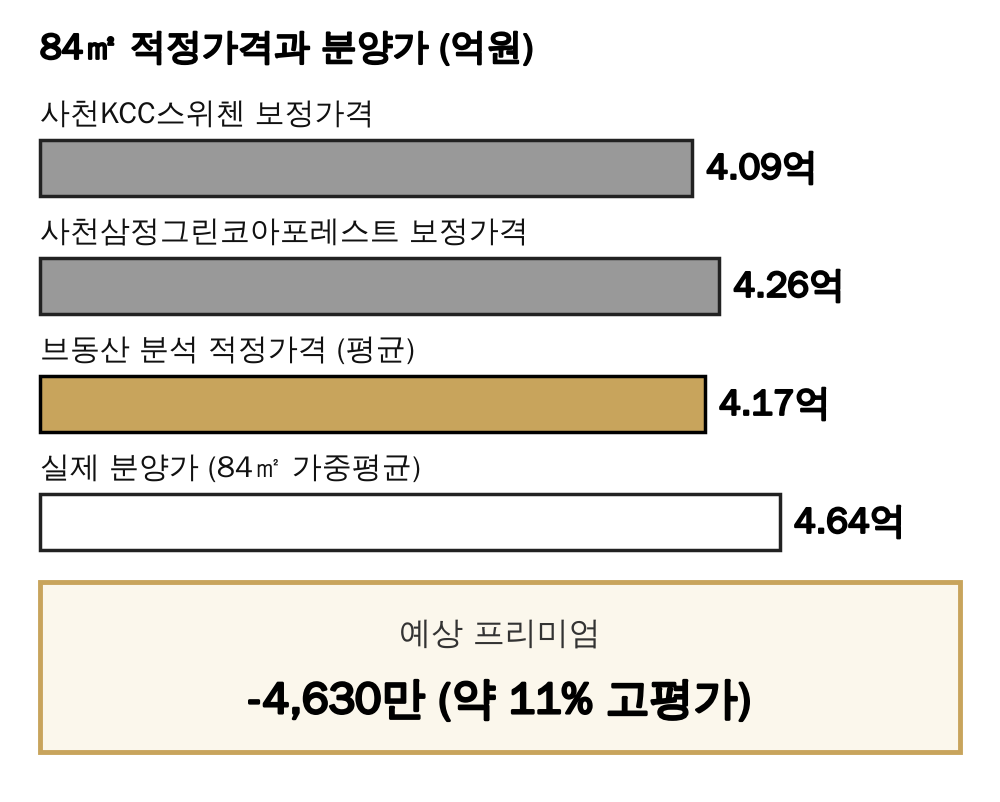 84㎡ 적정가격과 분양가 (억원)
사천KCC스위첸 보정가격
4.09억
사천삼정그린코아포레스트 보정가격
4.26억
브동산 분석 적정가격 (평균)
4.17억
실제 분양가 (84㎡ 가중평균)
4.64억
예상 프리미엄
-4,630만 (약 11% 고평가)